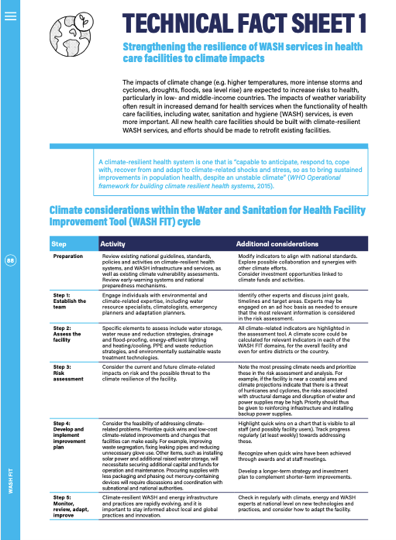 TECHNICAL FACT SHEET 1
Strengthening the resilience of WASH services in health
care facilities to climate impacts
The impacts of climate change (e.g. higher temperatures, more intense storms and
cyclones, droughts, floods, sea level rise) are expected to increase risks to health,
particularly in low- and middle-income countries. The impacts of weather variability
often result in increased demand for health services when the functionality of health
care facilities, including water, sanitation and hygiene (WASH) services, is even
more important. All new health care facilities should be built with climate-resilient
WASH services, and efforts should be made to retrofit existing facilities.
A climate-resilient health system is one that is "capable to anticipate, respond to, cope
with, recover from and adapt to climate-related shocks and stress, so as to bring sustained
improvements in population health, despite an unstable climate" (WHO Operational
framework for building climate resilient health systems, 2015).
Climate considerations within the Water and Sanitation for Health Facility
Improvement Tool (WASH FIT) cycle
Step Activity Additional considerations
Preparation
Review existing national guidelines, standards,
policies and activities on climate-resilient health
systems, and WASH infrastructure and services, as
well as existing climate vulnerability assessments.
Review early-warning systems and national
preparedness mechanisms.
Modify indicators to align with national standards.
Explore possible collaboration and synergies with
other climate efforts.
Consider investment opportunities linked to
climate funds and activities.
Step 1:
Establish the
team
Engage individuals with environmental and
climate-related expertise, including water
resource specialists, climatologists, emergency
planners and adaptation planners.
Identify other experts and discuss joint goals,
timelines and target areas. Experts may be
engaged on an ad hoc basis as needed to ensure
that the most relevant information is considered
in the risk assessment.
Step 2:
Assess the
facility
Specific elements to assess include water storage,
water reuse and reduction strategies, drainage
and flood-proofing, energy-efficient lighting
and heating/cooling, PPE and waste reduction
strategies, and environmentally sustainable waste
treatment technologies.
All climate-related indicators are highlighted in
the assessment tool. A climate score could be
calculated for relevant indicators in each of the
WASH FIT domains, for the overall facility and
even for entire districts or the country.
Step 3:
Risk
assessment
Consider the current and future climate-related
impacts on risk and the possible threat to the
climate resilience of the facility.
Note the most pressing climate needs and prioritize
these in the risk assessment and analysis. For
example, if the facility is near a coastal area and
climate projections indicate that there is a threat
of hurricanes and cyclones, the risks associated
with structural damage and disruption of water and
power supplies may be high. Priority should thus
be given to reinforcing infrastructure and installing
backup power supplies.
Step 4:
Develop and
implement
improvement
plan
Consider the feasibility of addressing climate-
related problems. Prioritize quick wins and low-cost
climate-related improvements and changes that
facilities can make easily. For example, improving
waste segregation, fixing leaking pipes and reducing
unnecessary glove use. Other items, such as installing
solar power and additional raised water storage, will
necessitate securing additional capital and funds for
operation and maintenance. Procuring supplies with
less packaging and phasing out mercury-containing
devices will require discussions and coordination with
subnational and national authorities.
Highlight quick wins on a chart that is visible to all
staff (and possibly facility users). Track progress
regularly (at least weekly) towards addressing
these.
Recognize when quick wins have been achieved
through awards and at staff meetings.
Develop a longer-term strategy and investment
plan to complement shorter-term improvements.
Step 5:
Monitor,
review, adapt,
improve
Climate-resilient WASH and energy infrastructure
and practices are rapidly evolving, and it is
important to stay informed about local and global
practices and innovation.
Check in regularly with climate, energy and WASH
experts at national level on new technologies and
practices, and consider how to adapt the facility.
WASH FIT